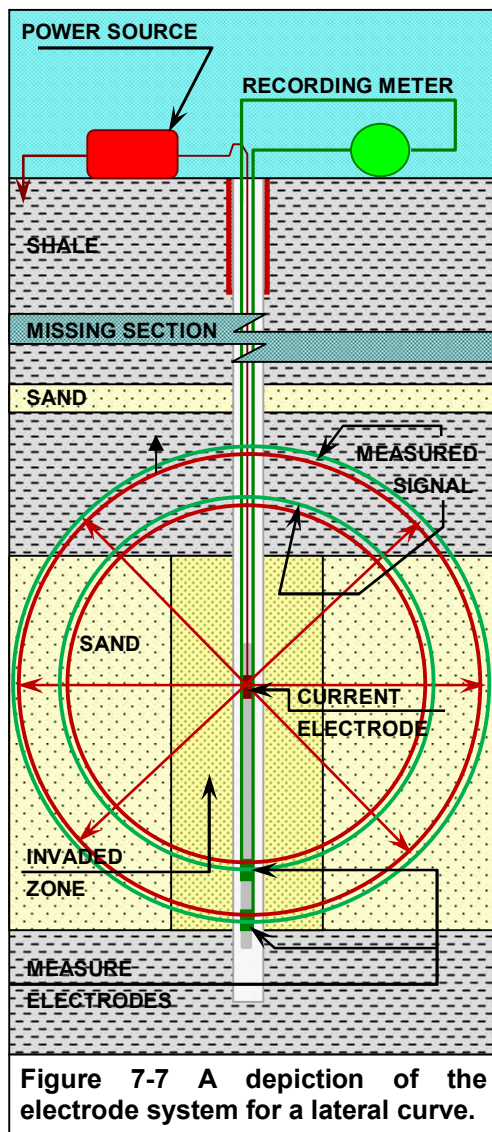 POWER SOURCE
RECORDING METER
SHALE
MISSING SECTION
SAND
MEASURED
SIGNAL
SAND
CURRENT
ELECTRODE
INVADED
ZONE
MEASURE
ELECTRODES
Figure 7-7 A depiction of the
electrode system for a lateral curve.